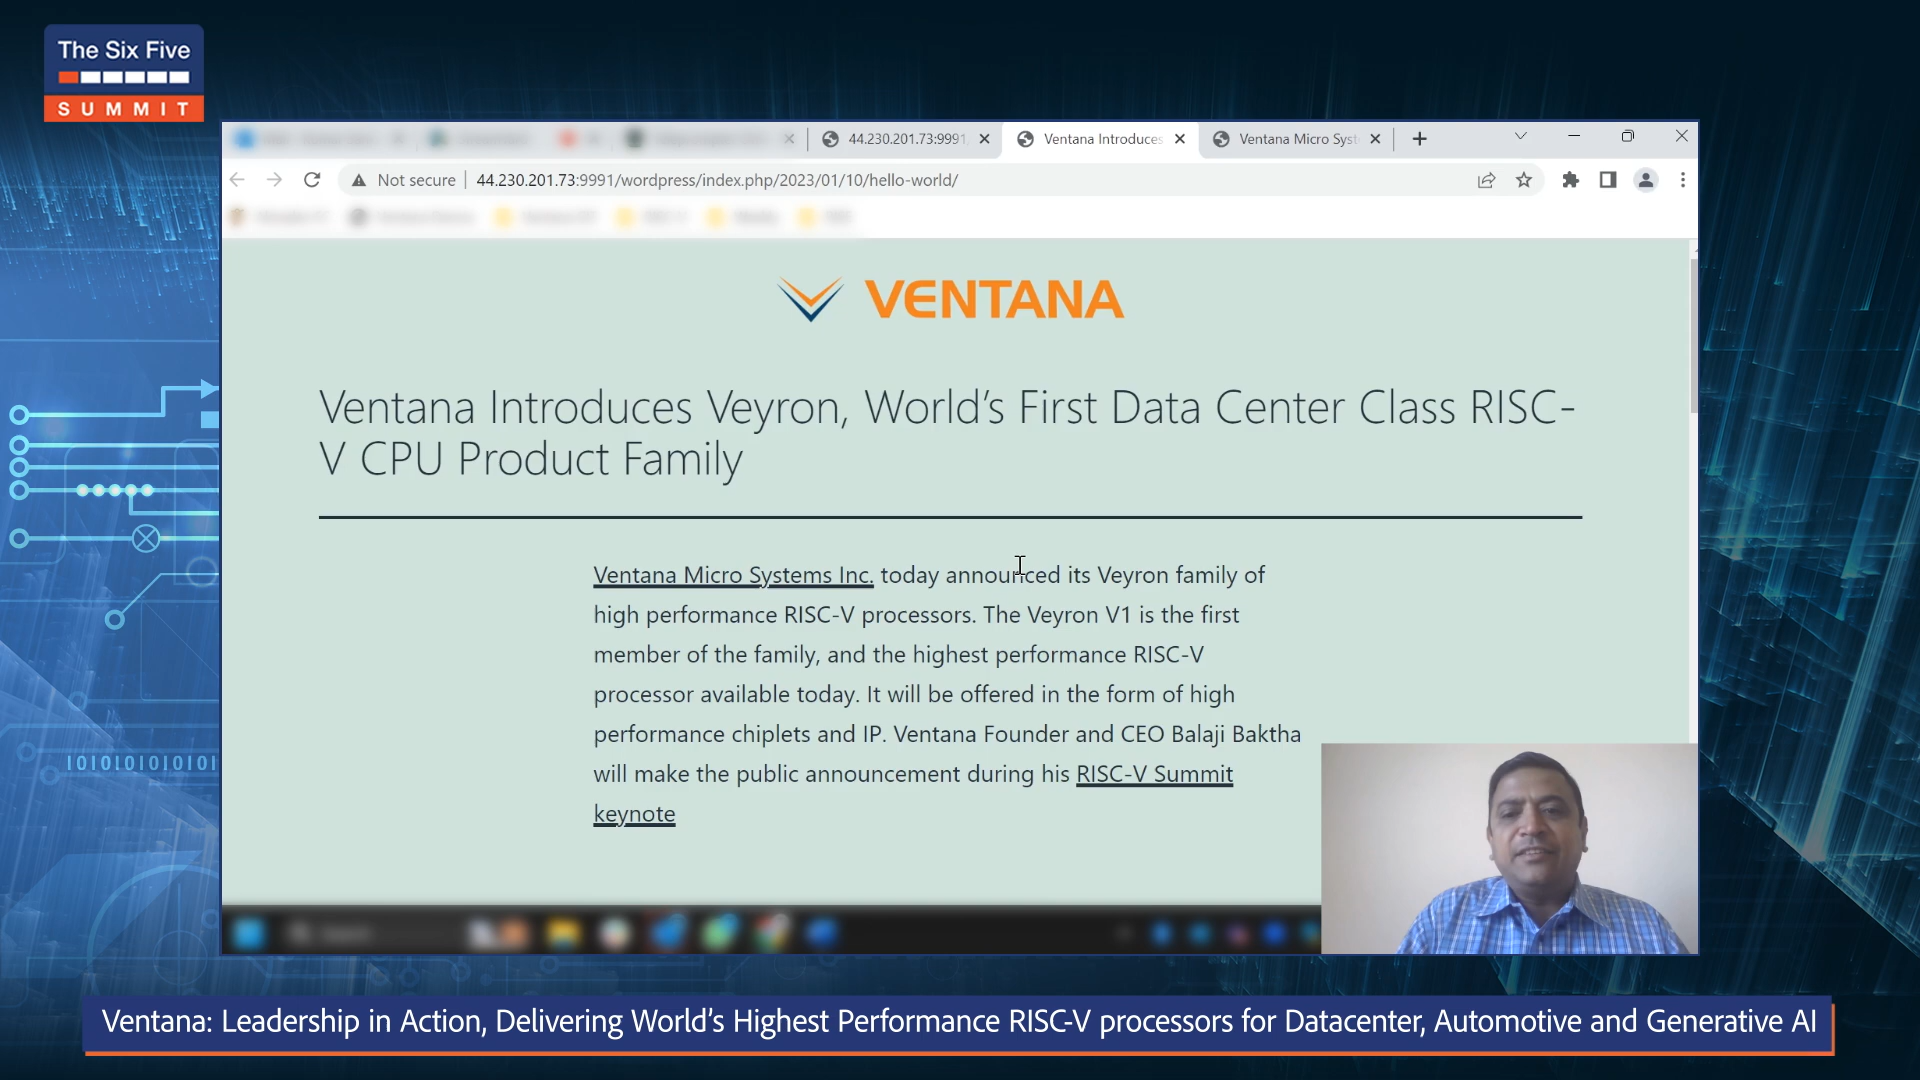 The Six Five
SUMMIT
44.230.201.73:9991
Ventana Introduces
Ventana Micro Syst
Not secure
44.230.201.73:9991/wordpress/index.php/2023/01/10/hello-world/
VENTANA
Ventana Introduces Veyron, World’s First Data Center Class RISC-
V CPU Product Family
Ventana Micro Systems Inc. today announced its Veyron family of
high performance RISC-V processors. The Veyron V1 is the first
member of the family, and the highest performance RISC-V
processor available today. It will be offered in the form of high
performance chiplets and IP. Ventana Founder and CEO Balaji Baktha
will make the public announcement during his RISC-V Summit
keynote
101010101010101
Ventana: Leadership in Action, Delivering World’s Highest Performance RISC-V processors for Datacenter, Automotive and Generative AI